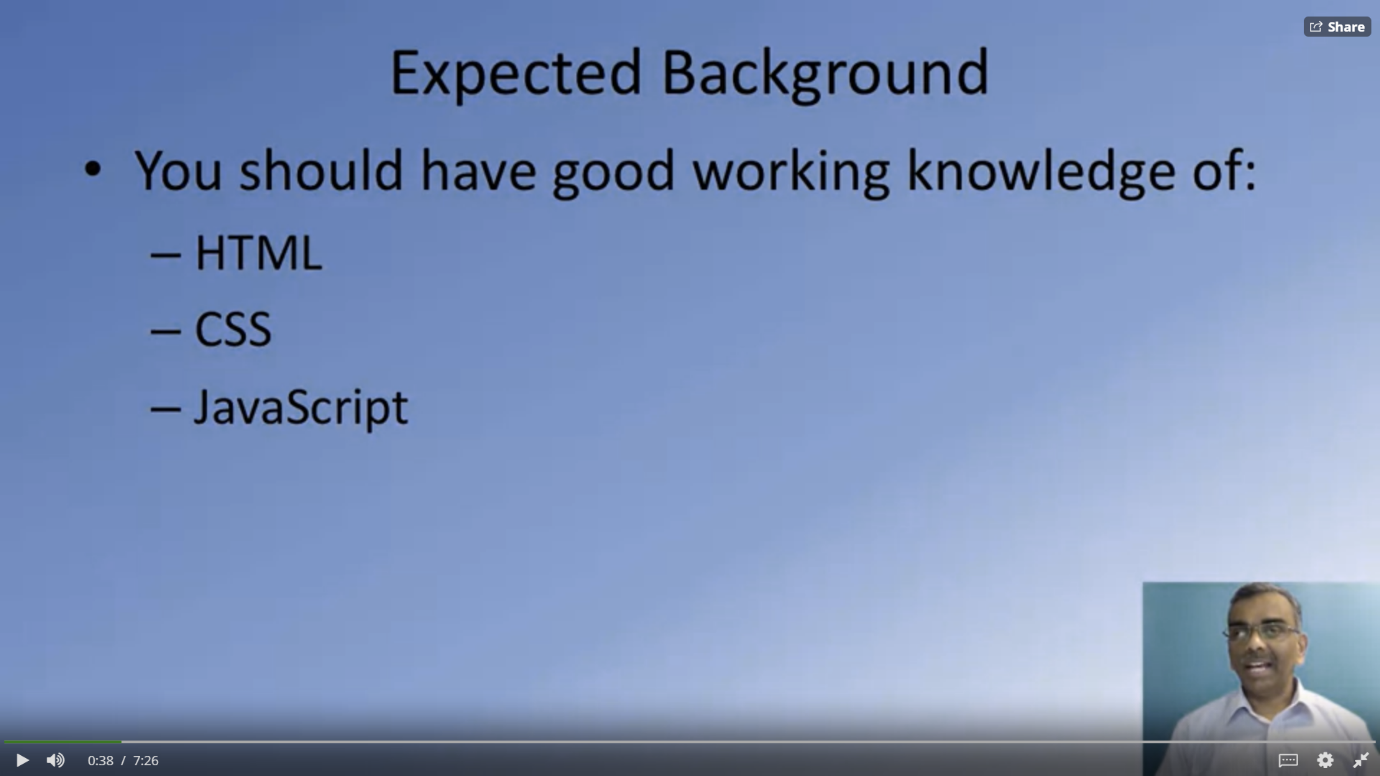 Share
Expected Background
• You should have good working knowledge of:
– HTML
– CSS
– JavaScript
0:38 / 7:26